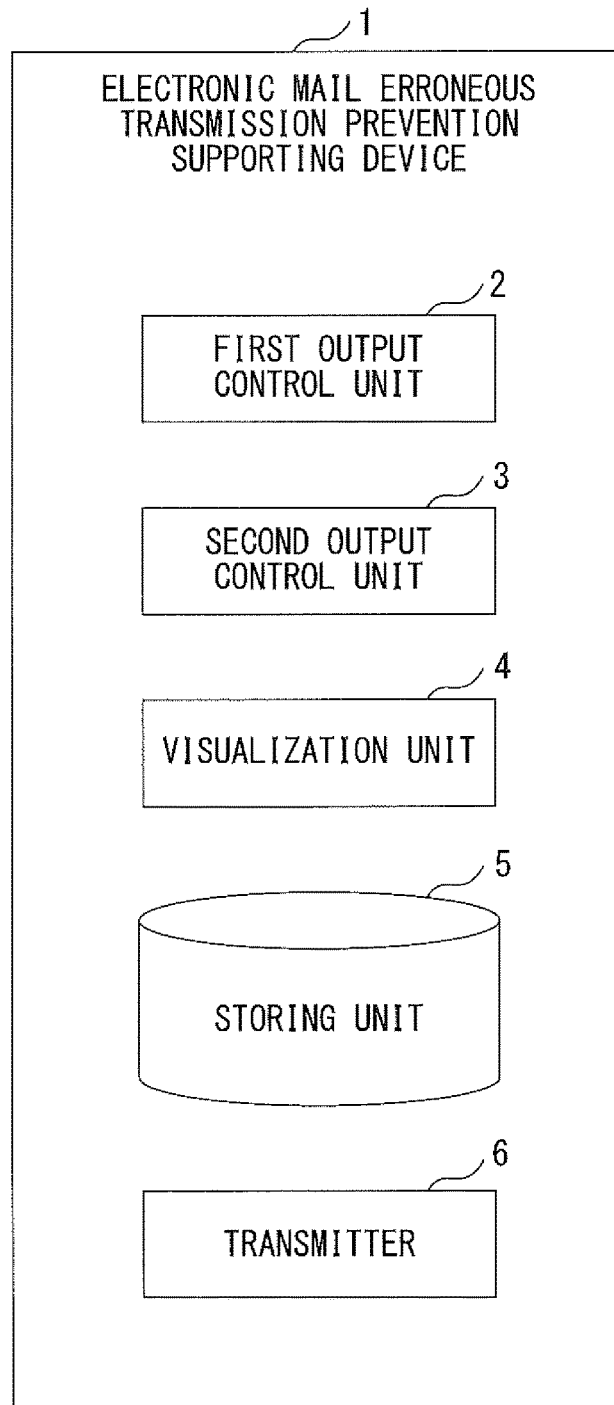 1
ELECTRONIC MAIL ERRONEOUS
TRANSMISSION PREVENTION
SUPPORTING DEVICE
2
FIRST OUTPUT
CONTROL UNIT
3
SECOND OUTPUT
CONTROL UNIT
4
VISUALIZATION UNIT
5
STORING UNIT
6
TRANSMITTER